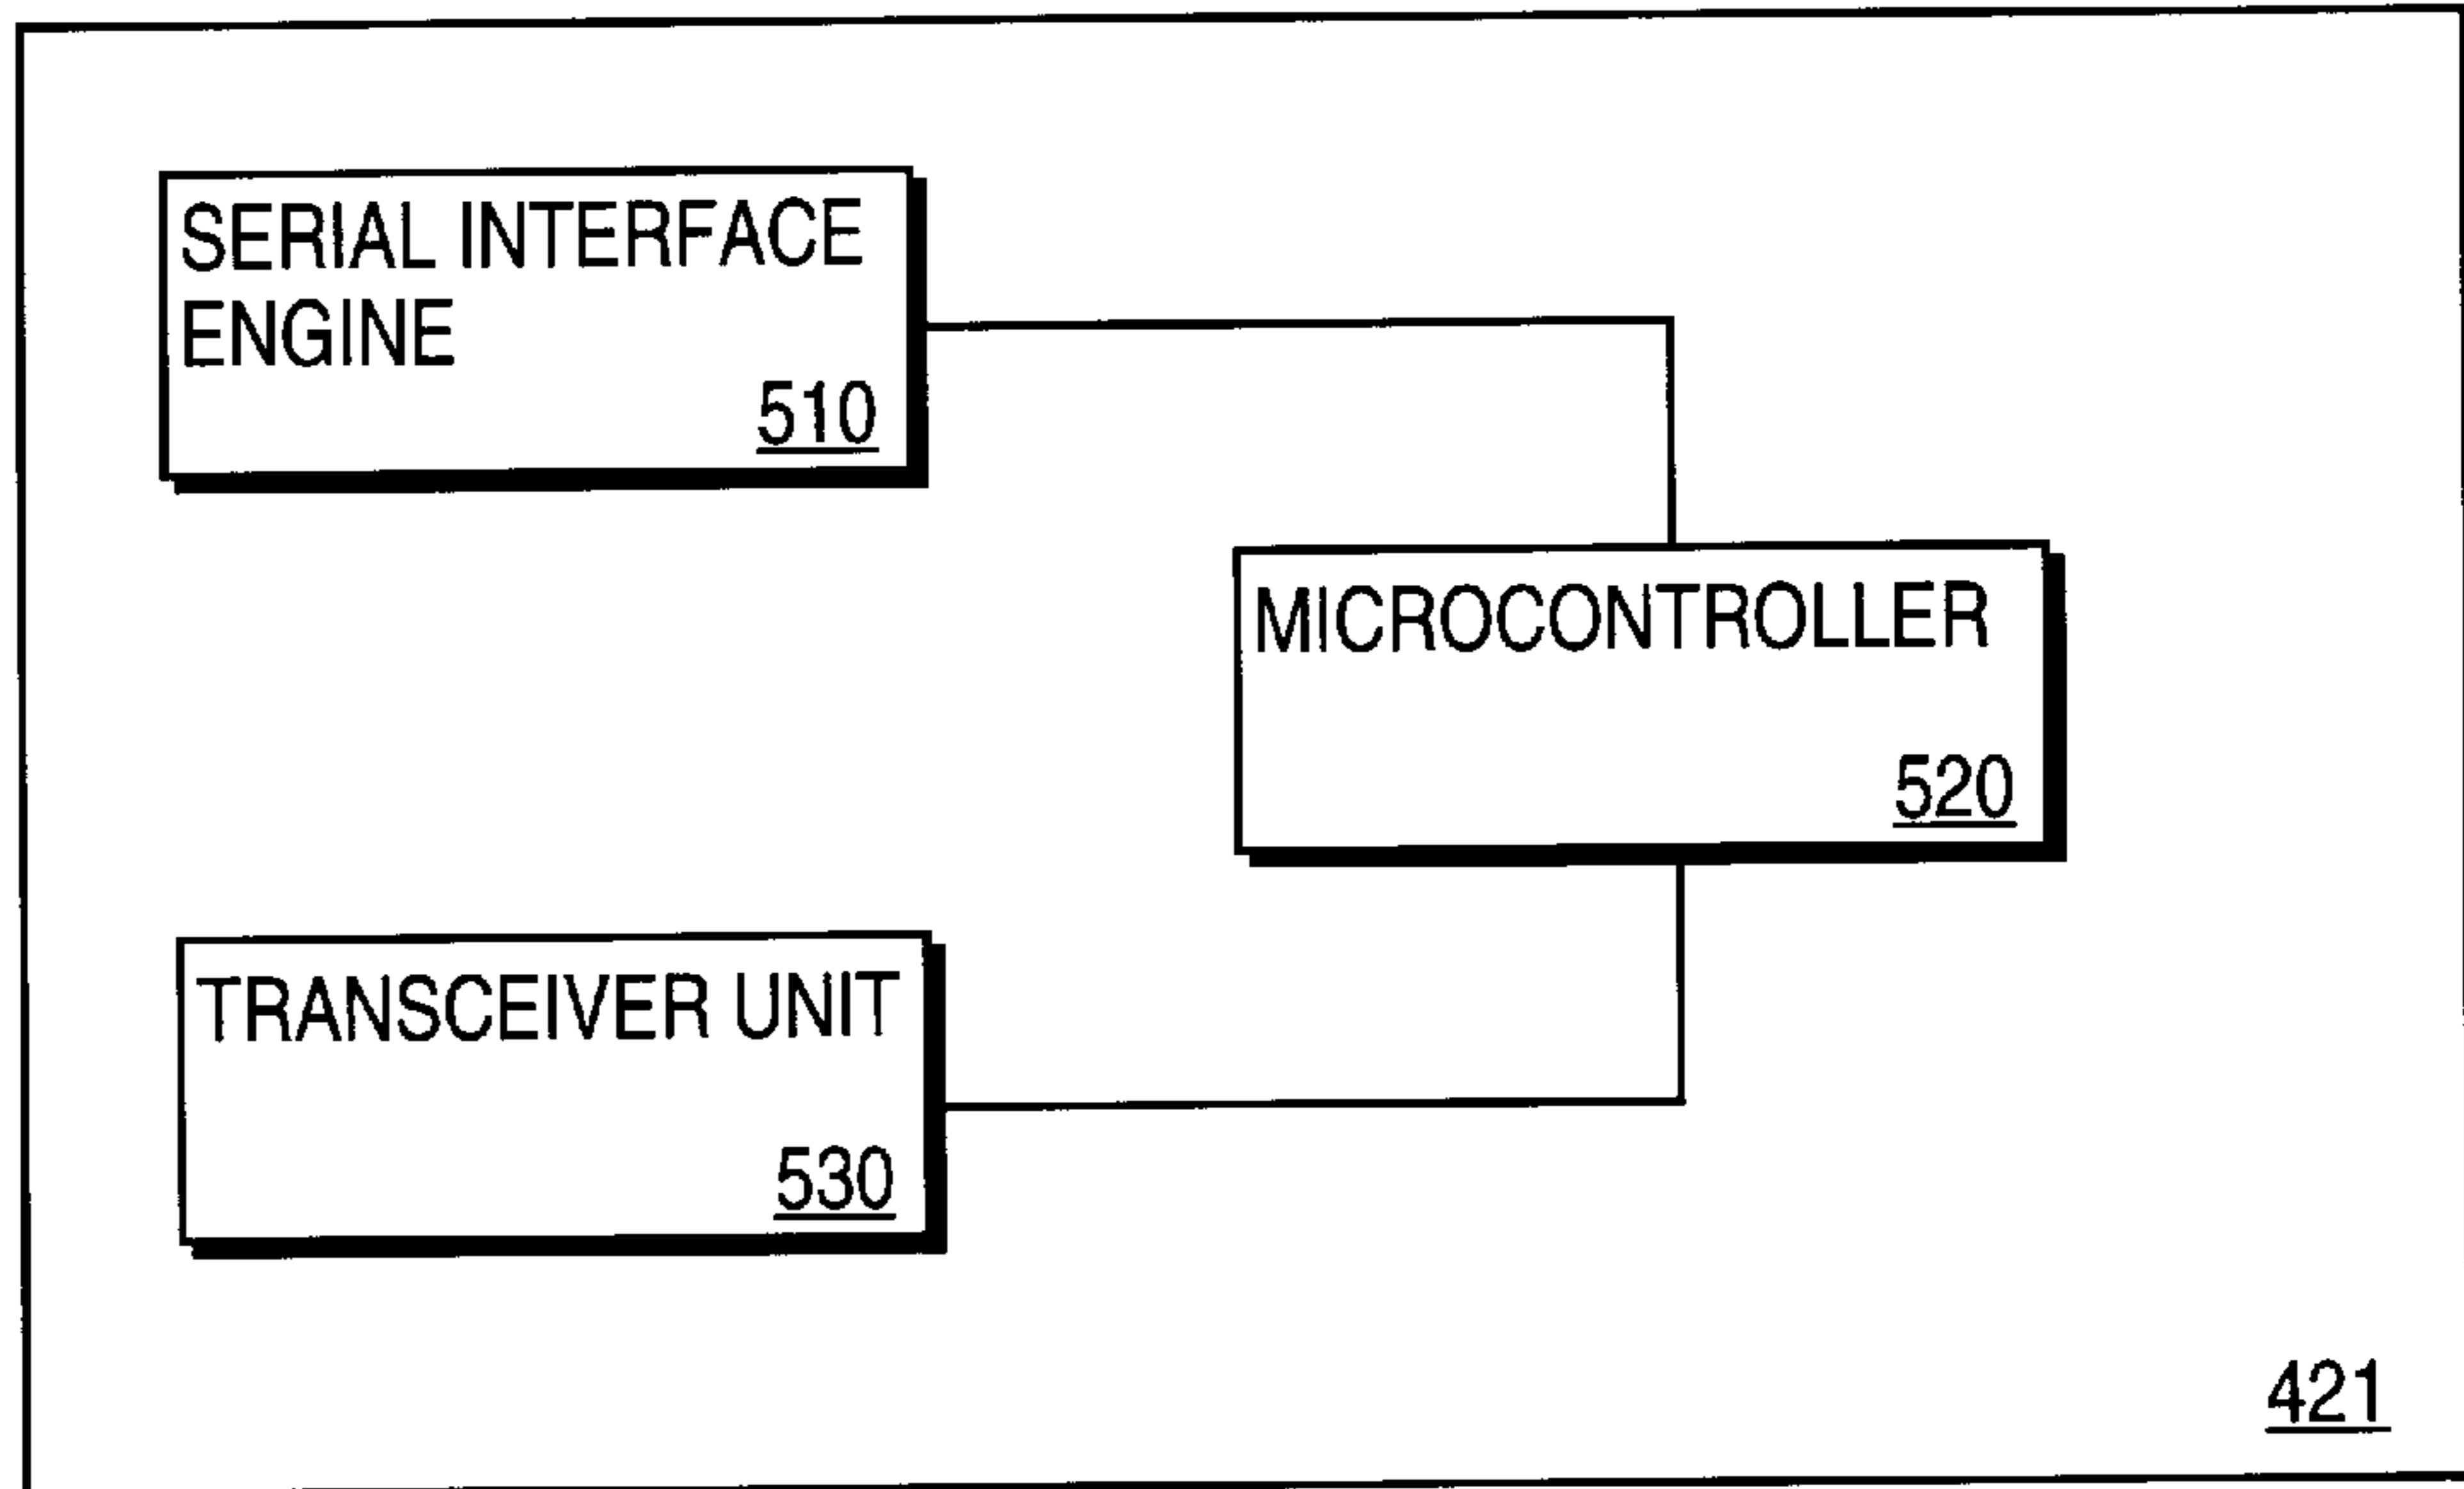 SERIAL INTERFACE
ENGINE
510
MICROCONTROLLER
520
TRANSCEIVER UNIT
530
421